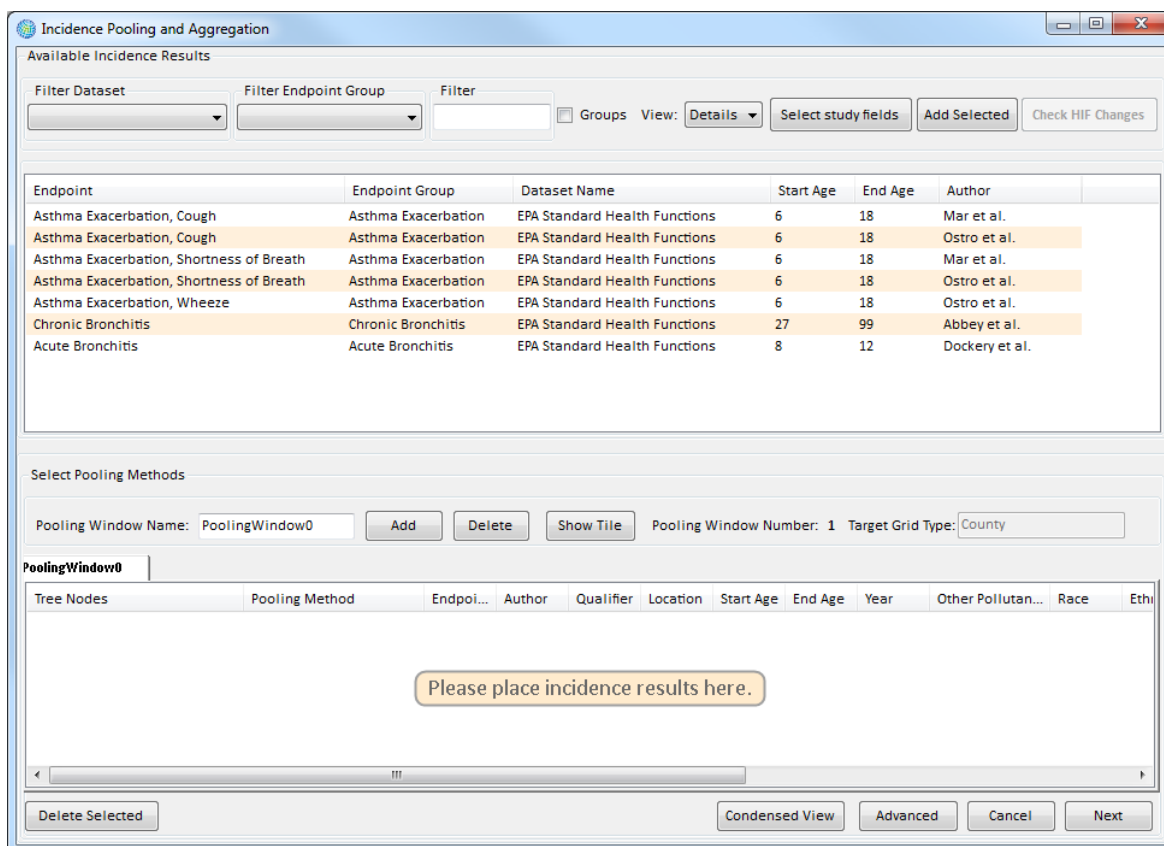 Incidence Pooling and Aggregation
Available Incidence Results
Filter Dataset Filter Endpoint Group Filter
Groups View: Details Select study fields Add Selected Check HIF Changes
Endpoint Endpoint Group Dataset Name Start Age End Age Author
Asthma Exacerbation, Cough Asthma Exacerbation EPA Standard Health Functions 6 18 Mar et al.
Asthma Exacerbation, Cough Asthma Exacerbation EPA Standard Health Functions 6 18 Ostro et al.
Asthma Exacerbation, Shortness of Breath Asthma Exacerbation EPA Standard Health Functions 6 18 Mar et al.
Asthma Exacerbation, Shortness of Breath Asthma Exacerbation EPA Standard Health Functions 6 18 Ostro et al.
Asthma Exacerbation, Wheeze Asthma Exacerbation EPA Standard Health Functions 6 18 Ostro et al.
Chronic Bronchitis Chronic Bronchitis EPA Standard Health Functions 27 99 Abbey et al.
Acute Bronchitis Acute Bronchitis EPA Standard Health Functions 8 12 Dockery et al.
Select Pooling Methods
Pooling Window Name: PoolingWindow0 Add Delete Show Tile Pooling Window Number: 1 Target Grid Type: County
PoolingWindow0
Tree Nodes Pooling Method Endpoi... Author Qualifier Location Start Age End Age Year Other Pollutan... Race Ethi
Please place incidence results here.
Delete Selected Condensed View Advanced Cancel Next